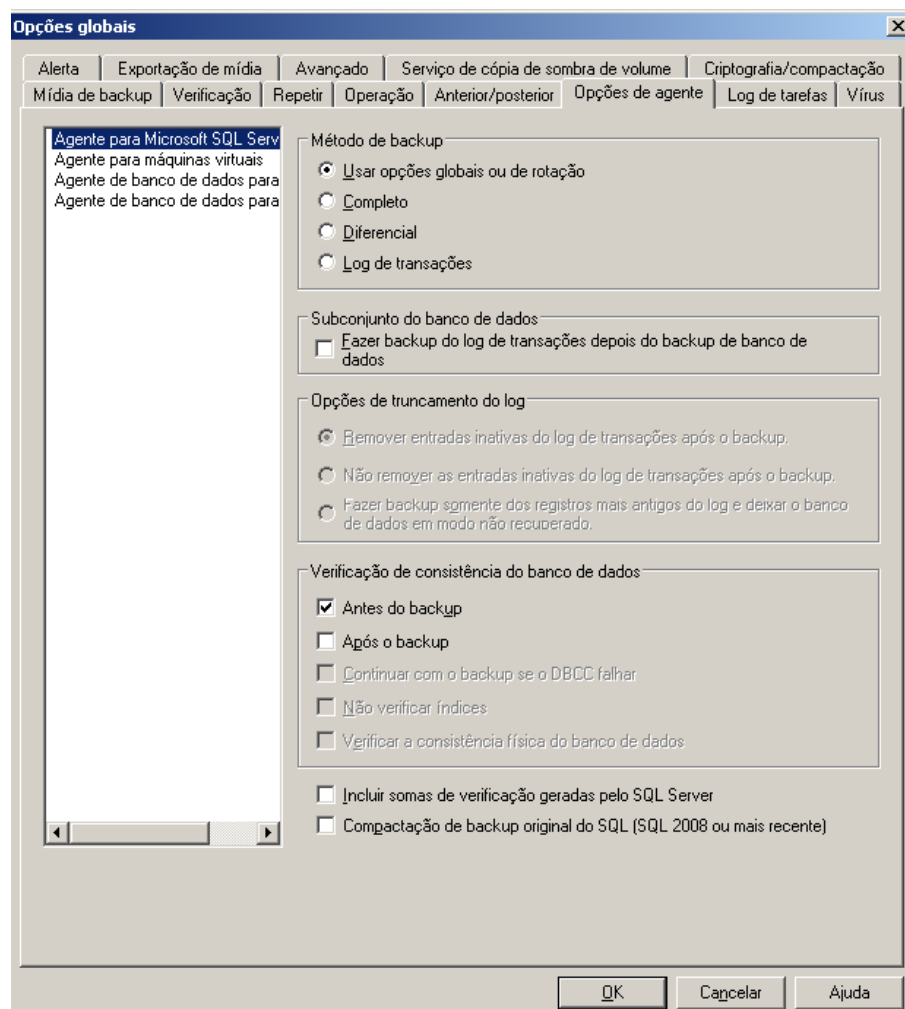 Opções globais
Alerta
Exportação de mídia
Avançado
Serviço de cópia de sombra de volume
Criptografia/compactação
Mídia de backup
Verificação
Repetir
Operação
Anterior/posterior
Opções de agente
Log de tarefas
Vírus
Agente para Microsoft SQL Serv
Agente para máquinas virtuais
Agente de banco de dados para
Agente de banco de dados para
Método de backup
Usar opções globais ou de rotação
Completo
Diferencial
Log de transações
Subconjunto do banco de dados
Fazer backup do log de transações depois do backup de banco de
dados
Opções de truncamento do log
Remover entradas inativas do log de transações após o backup.
Não remover as entradas inativas do log de transações após o backup.
Fazer backup somente dos registros mais antigos do log e deixar o banco
de dados em modo não recuperado.
Verificação de consistência do banco de dados
Antes do backup
Após o backup
Continuar com o backup se o DBCC falhar
Não verificar índices
Verificar a consistência física do banco de dados
Incluir somas de verificação geradas pelo SQL Server
Compactação de backup original do SQL (SQL 2008 ou mais recente)
OK
Cancelar
Ajuda